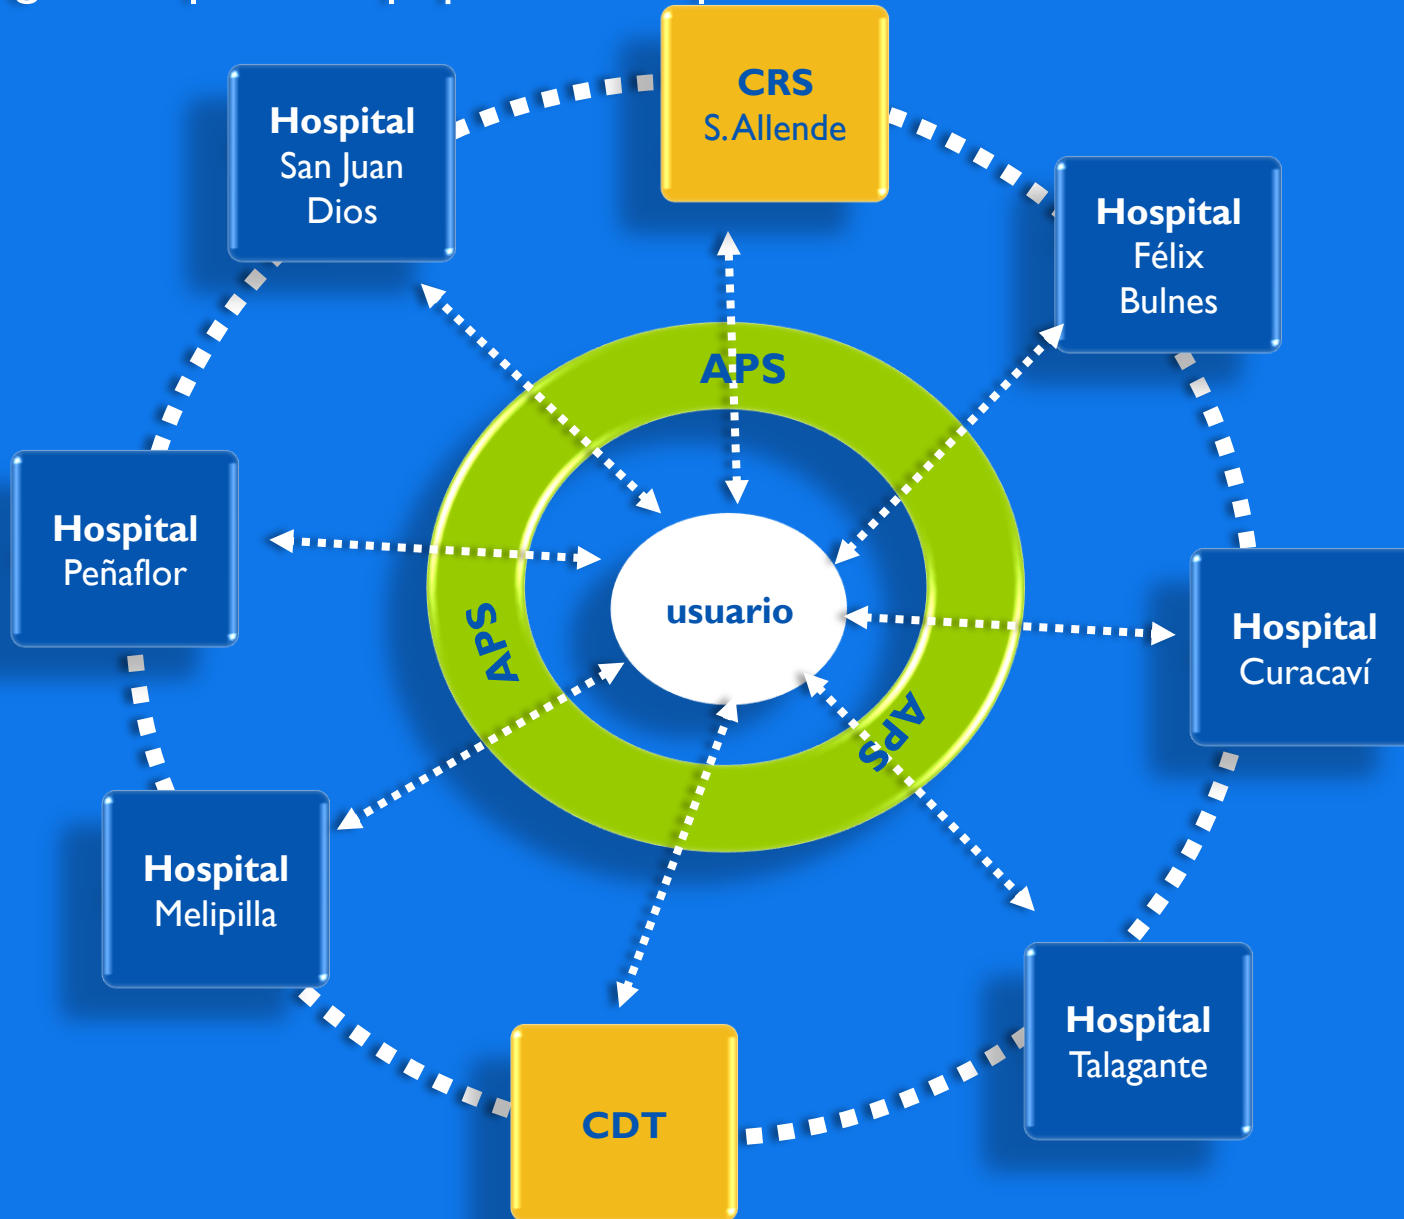 CRS
S. Allende
Hospital
San Juan
Dios
Hospital
Félix
Bulnes
APS
Hospital
Peñaflor
usuario
APS
Hospital
Curacaví
APS
Hospital
Melipilla
Hospital
Talagante
CDT